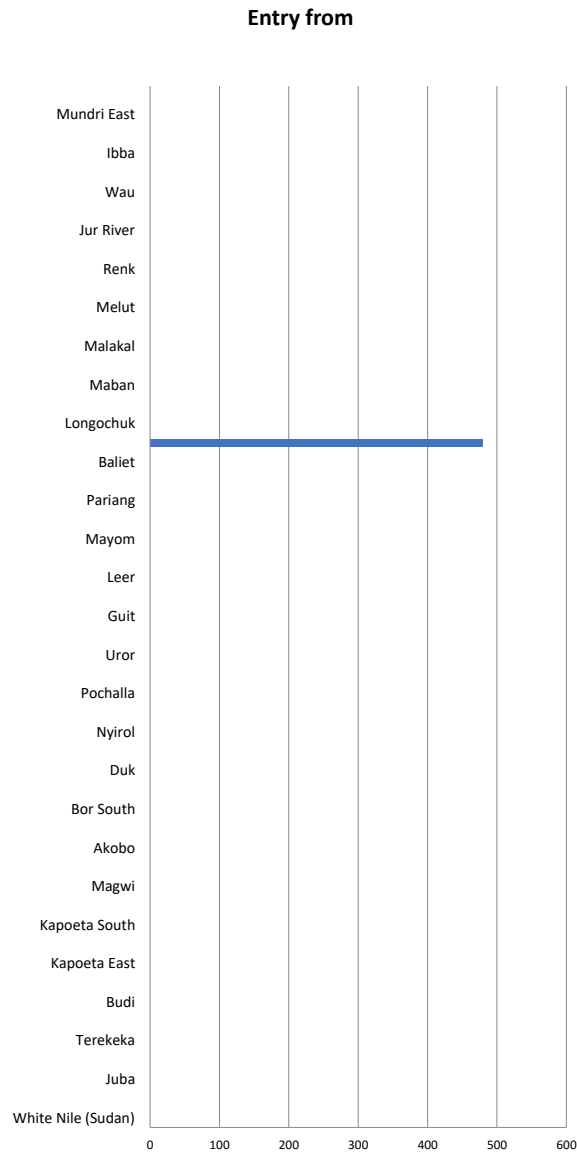 Entry from
Mundri East
Ibba
Wau
Jur River
Renk
Melut
Malakal
Maban
Longochuk
Baliet
Pariang
Mayom
Leer
Guit
Uror
Pochalla
Nyirol
Duk
Bor South
Akobo
Magwi
Kapoeta South
Kapoeta East
Budi
Terekeka
Juba
White Nile (Sudan)
0 100 200 300 400 500 600